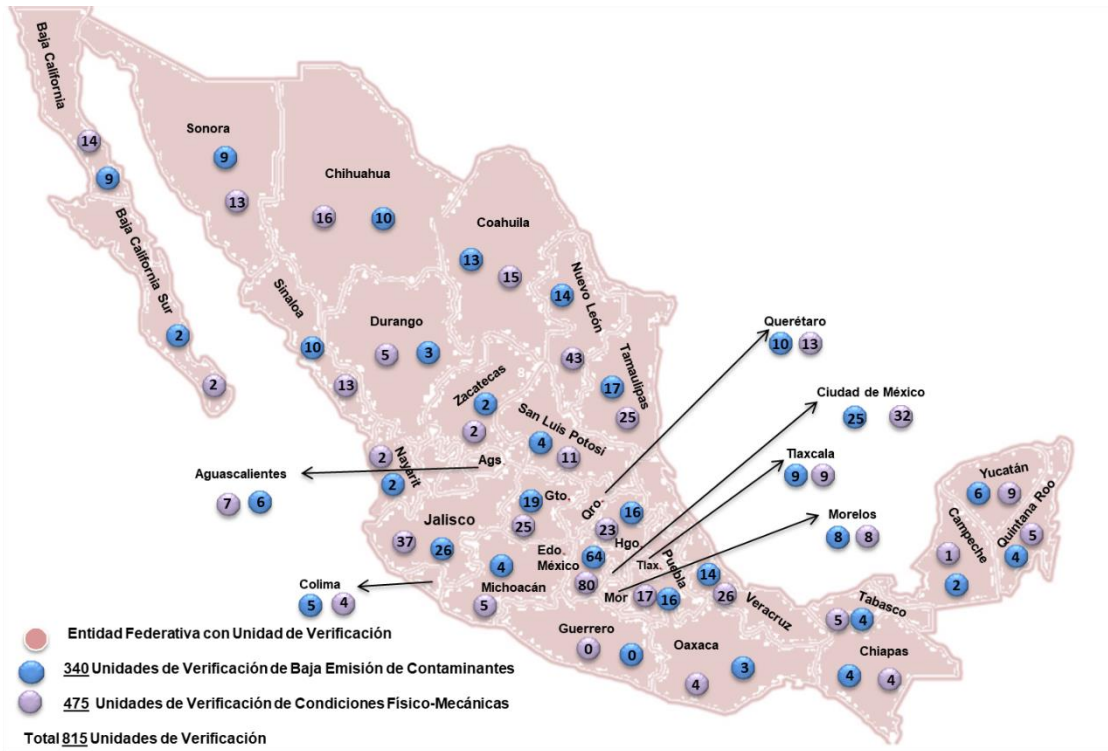 Baja California
14
9
Sonora
9
13
Chihuahua
16
10
Coahuila
13
15
Nuevo León
14
43
Baja California Sur
2
2
Sinaloa
10
13
Durango
5
3
Zacatecas
2
2
San Luis Potosí
4
11
Tamaulipas
17
25
Querétaro
10 13
Ciudad de México
25 32
Tlaxcala
9 9
Morelos
8 8
Nayarit
2
2
Ags.
Aguascalientes
7 6
Jalisco
37
26
Gto.
19
25
Qro.
Hgo.
16
23
Edo.
México
64
80
Tlax.
Mor
Puebla
17 16
Michoacán
4
5
Colima
5 4
Veracruz
14
26
Guerrero
0 0
Oaxaca
4
3
Tabasco
5 4
Chiapas
4 4
Campeche
1
2
Yucatán
6 9
Quintana Roo
5
4
Entidad Federativa con Unidad de Verificación
340 Unidades de Verificación de Baja Emisión de Contaminantes
475 Unidades de Verificación de Condiciones Físico-Mecánicas
Total 815 Unidades de Verificación